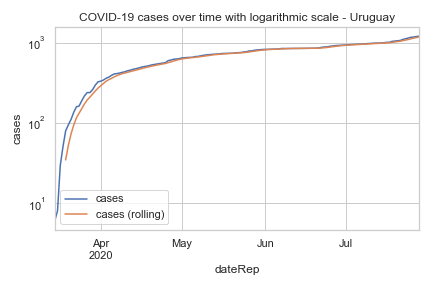 COVID-19 cases over time with logarithmic scale - Uruguay
cases
10³
10²
10¹
cases
cases (rolling)
Apr
2020
May
Jun
Jul
dateRep